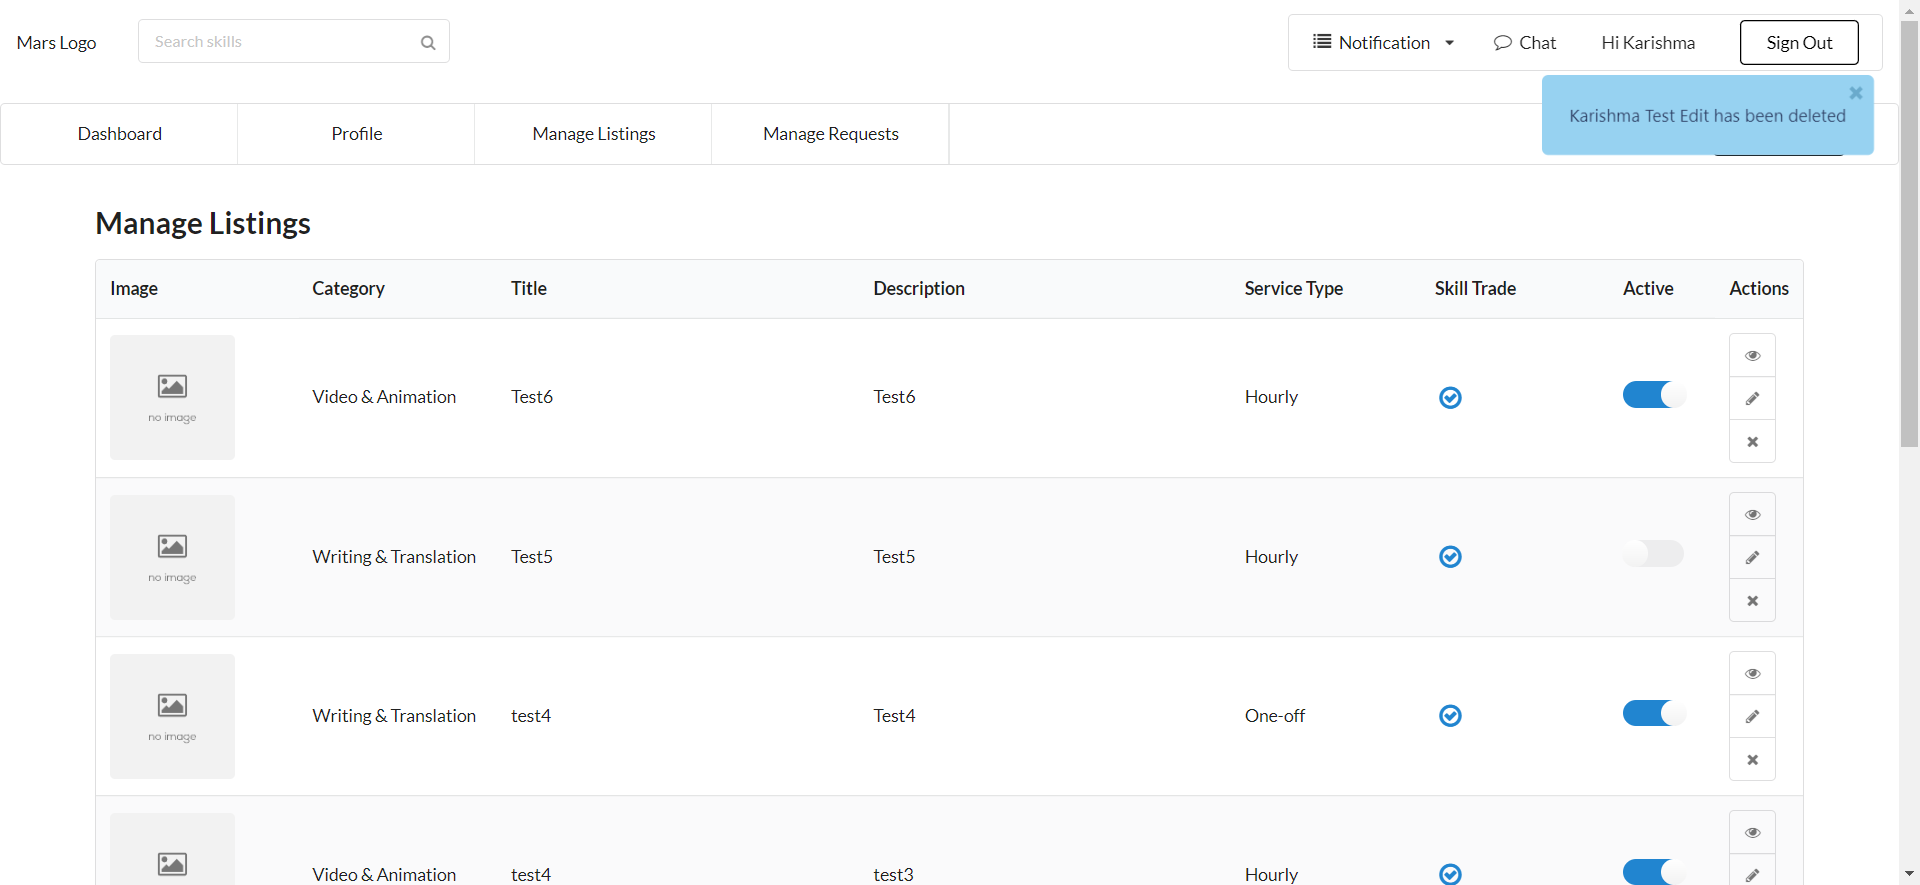 Mars Logo
Search skills
Notification
Chat
Hi Karishma
Sign Out
Karishma Test Edit has been deleted
Dashboard
Profile
Manage Listings
Manage Requests
Manage Listings
Image Category Title Description Service Type Skill Trade Active Actions
no image
Video & Animation Test6 Test6 Hourly
no image
Writing & Translation Test5 Test5 Hourly
no image
Writing & Translation test4 Test4 One-off
Video & Animation test4 test3 Hourly